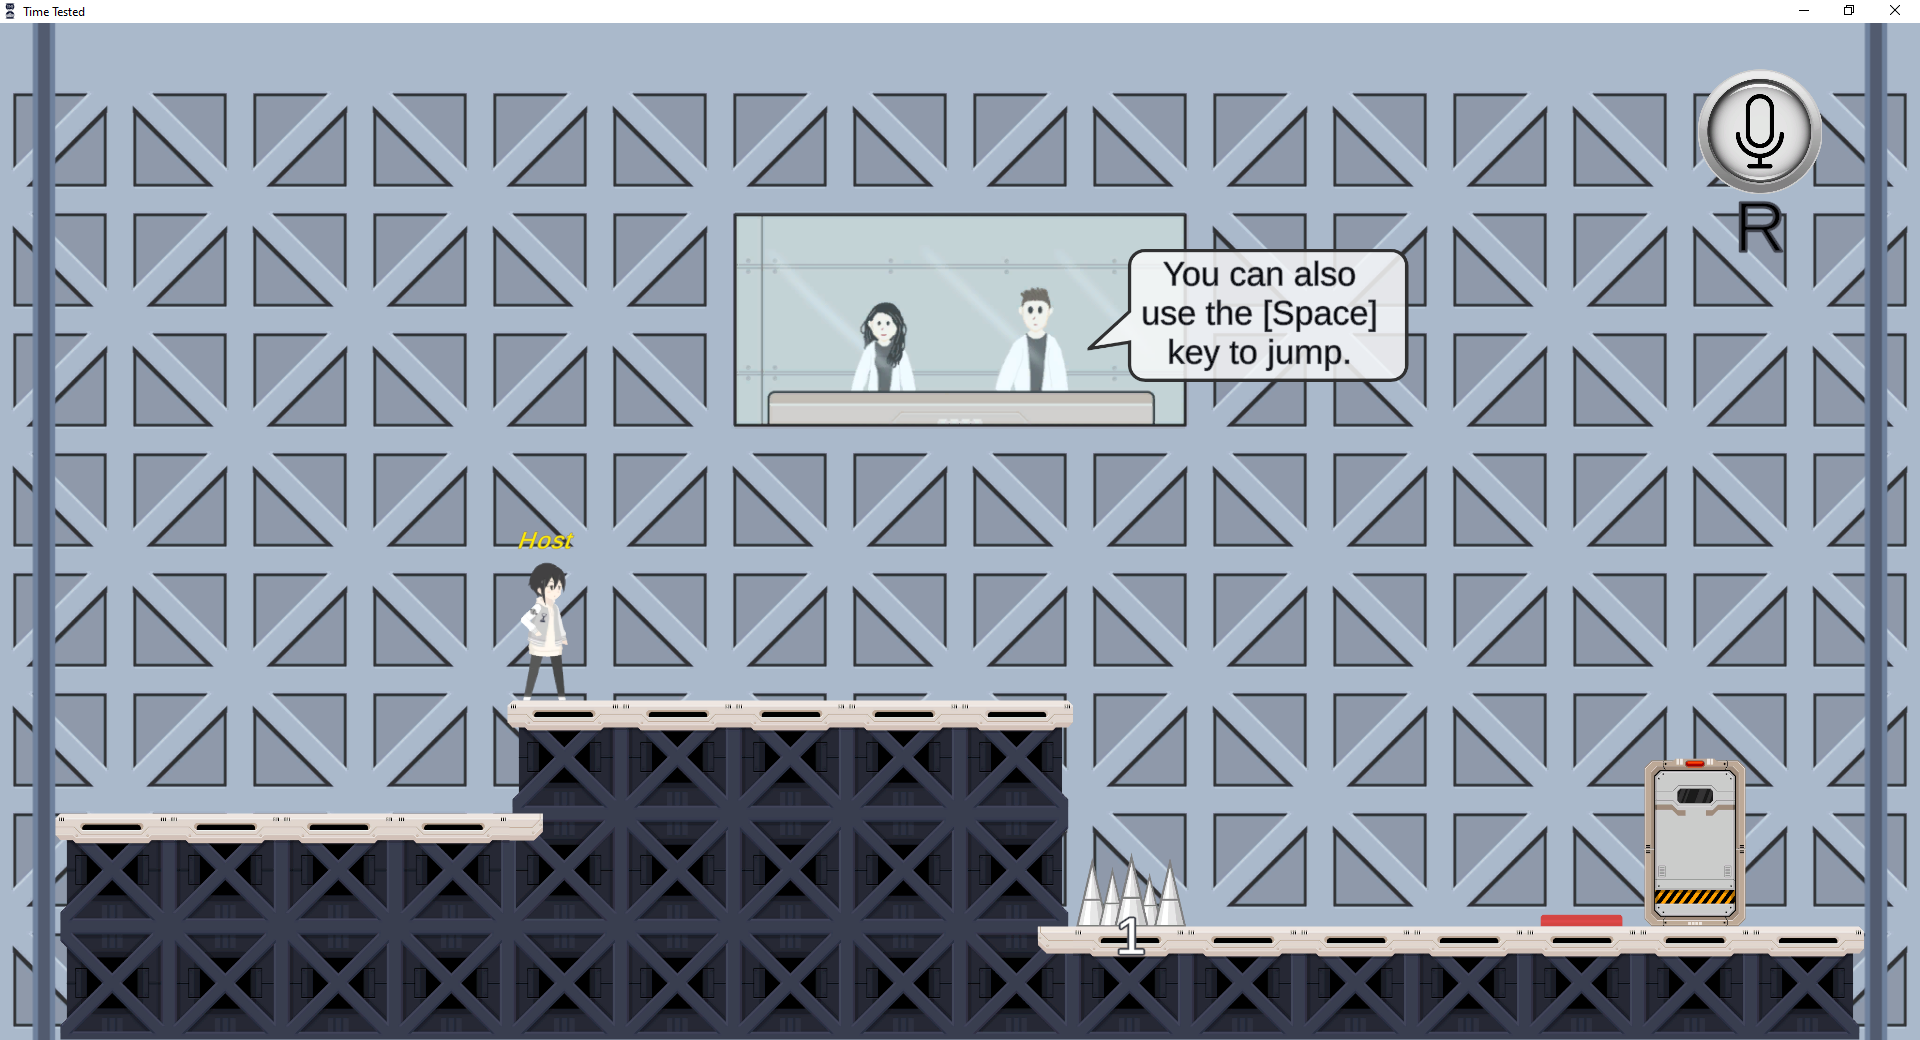 Time Tested
R
You can also
use the [Space]
key to jump.
Host
1